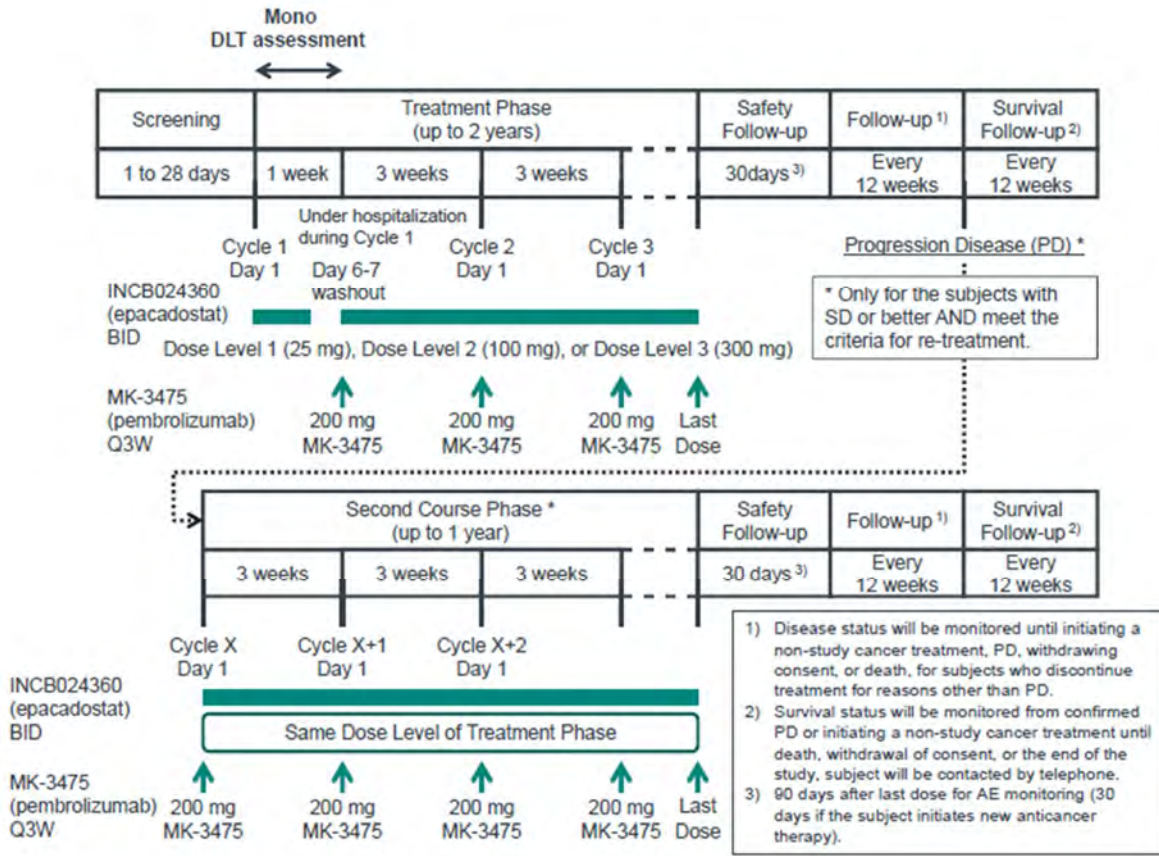 Mono
DLT assessment
Screening
Treatment Phase
(up to 2 years)
Safety
Follow-up
Follow-up 1)
Survival
Follow-up 2)
1 to 28 days
1 week
3 weeks
3 weeks
30days 3)
Every
12 weeks
Every
12 weeks
Under hospitalization
during Cycle 1
Cycle 1
Day 1
Day 6-7
washout
Cycle 2
Day 1
Cycle 3
Day 1
Progression Disease (PD) *
* Only for the subjects with
SD or better AND meet the
criteria for re-treatment.
INCB024360
(epacadostat)
BID
Dose Level 1 (25 mg), Dose Level 2 (100 mg), or Dose Level 3 (300 mg)
MK-3475
(pembrolizumab)
Q3W
200 mg
MK-3475
200 mg
MK-3475
200 mg
MK-3475
Last
Dose
Second Course Phase *
(up to 1 year)
Safety
Follow-up
Follow-up 1)
Survival
Follow-up 2)
3 weeks
3 weeks
3 weeks
30 days 3)
Every
12 weeks
Every
12 weeks
Cycle X
Day 1
Cycle X+1
Day 1
Cycle X+2
Day 1
INCB024360
(epacadostat)
BID
Same Dose Level of Treatment Phase
MK-3475
(pembrolizumab)
Q3W
200 mg
MK-3475
200 mg
MK-3475
200 mg
MK-3475
200 mg
MK-3475
Last
Dose
1) Disease status will be monitored until initiating a
non-study cancer treatment, PD, withdrawing
consent, or death, for subjects who discontinue
treatment for reasons other than PD.
2) Survival status will be monitored from confirmed
PD or initiating a non-study cancer treatment until
death, withdrawal of consent, or the end of the
study, subject will be contacted by telephone.
3) 90 days after last dose for AE monitoring (30
days if the subject initiates new anticancer
therapy).